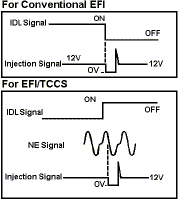 For Conventional EFI
ON
IDL Signal
OFF
12V
Injection Signal
12V
0V
For EFI/TCCS
ON
OFF
IDL Signal
NE Signal
Injection Signal
12V
0V